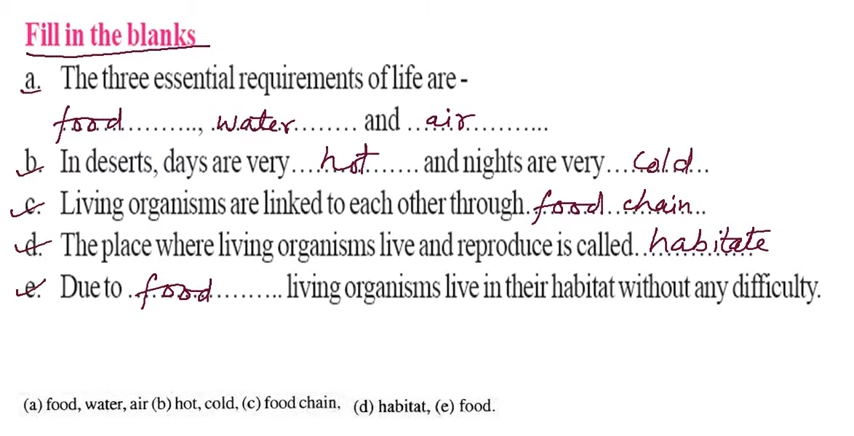 Fill in the blanks
a. The three essential requirements of life are -
food.........., .water........ and ..air...........
b. In deserts, days are very....hot....... and nights are very....cold...
c. Living organisms are linked to each other through.food..chain..
d. The place where living organisms live and reproduce is called..habitate
e. Due to ..food.......... living organisms live in their habitat without any difficulty.
(a) food, water, air (b) hot, cold, (c) food chain, (d) habitat, (e) food.